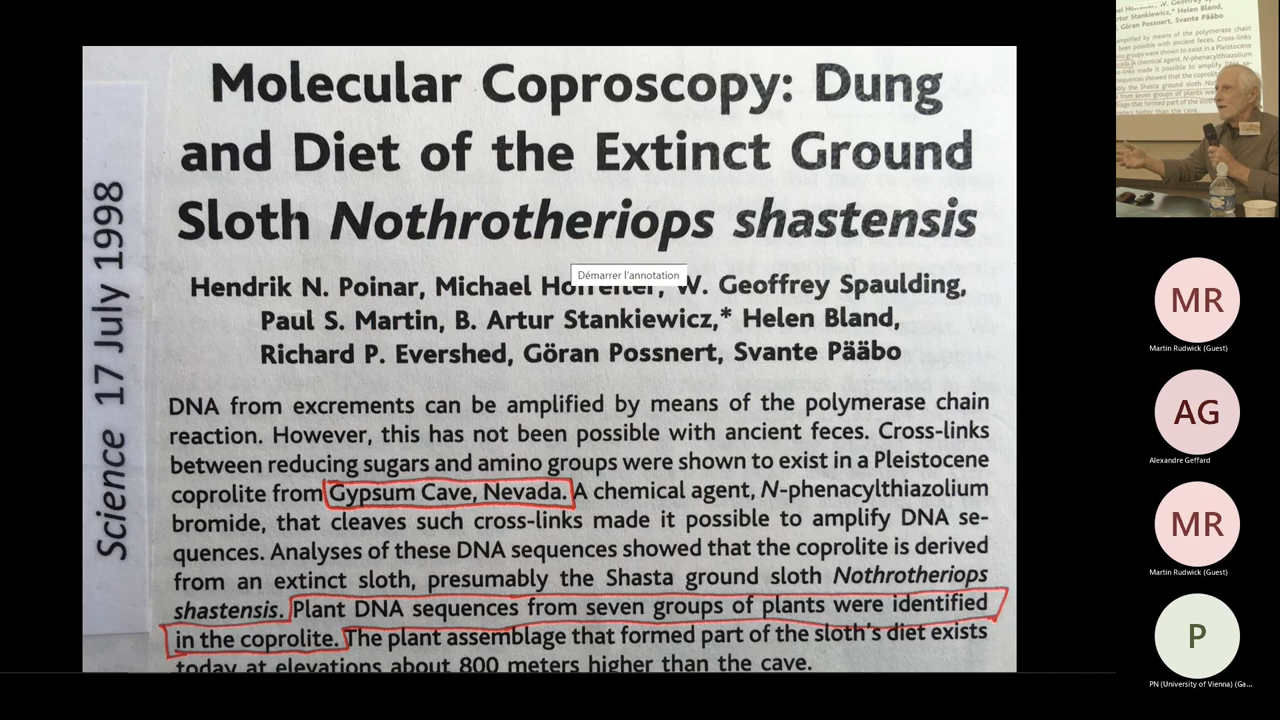 Molecular Coproscopy: Dung
and Diet of the Extinct Ground
Sloth Nothrotheriops shastensis
Science 17 July 1998
Démarrer l'annotation
Hendrik N. Poinar, Michael W. Geoffrey Spaulding,
Paul S. Martin, B. Artur Stankiewicz,* Helen Bland,
Richard P. Evershed, Göran Possnert, Svante Pääbo
DNA from excrements can be amplified by means of the polymerase chain
reaction. However, this has not been possible with ancient feces. Cross-links
between reducing sugars and amino groups were shown to exist in a Pleistocene
coprolite from Gypsum Cave, Nevada. A chemical agent, N-phenacylthiazolium
bromide, that cleaves such cross-links made it possible to amplify DNA se-
quences. Analyses of these DNA sequences showed that the coprolite is derived
from an extinct sloth, presumably the Shasta ground sloth Nothrotheriops
shastensis. Plant DNA sequences from seven groups of plants were identified
in the coprolite. The plant assemblage that formed part of the sloth's diet exists
today at elevations about 800 meters higher than the cave.
Artur Stankiewicz,* Helen Bland,
Göran Possnert, Svante Pääbo
MR
Martin Rudwick (Guest)
AG
Alexandre Geffard
MR
Martin Rudwick (Guest)
P
PN (University of Vienna) (Ga...